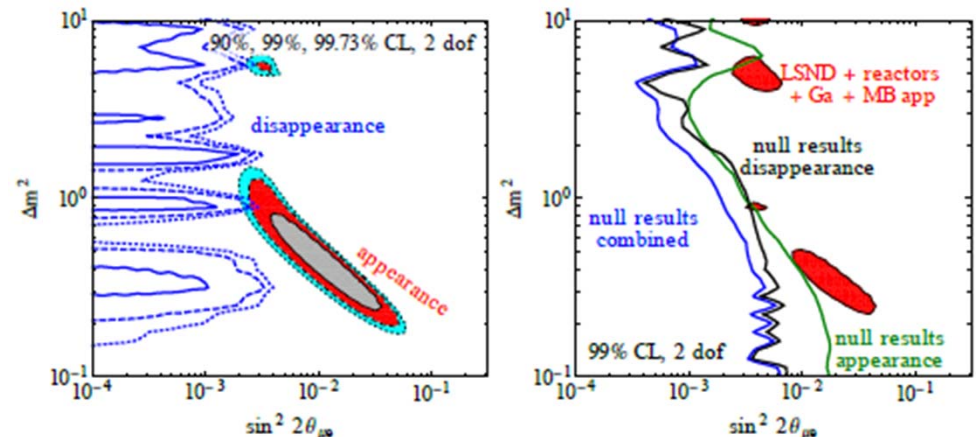 10¹
90%, 99%, 99.73% CL, 2 dof
disappearance
appearance
Δm²
10⁰
10⁻¹
10⁻⁴
10⁻³
10⁻²
10⁻¹
sin² 2θμe
10¹
LSND + reactors
+ Ga + MB app
null results
disappearance
null results
combined
null results
appearance
99% CL, 2 dof
Δm²
10⁰
10⁻¹
10⁻⁴
10⁻³
10⁻²
10⁻¹
sin² 2θμe